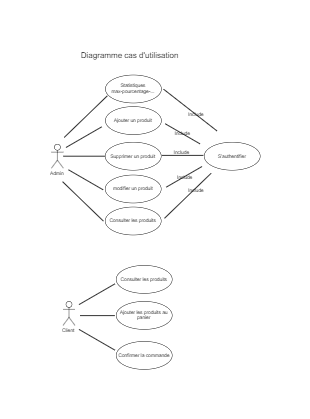 Diagramme cas d'utilisation
Statistiques
max-pourcentage-...
Include
Ajouter un produit
Include
Admin
Supprimer un produit
Include
S'authentifier
modifier un produit
Include
Consulter les produits
Include
Client
Consulter les produits
Ajouter les produits au
panier
Confirmez la commande